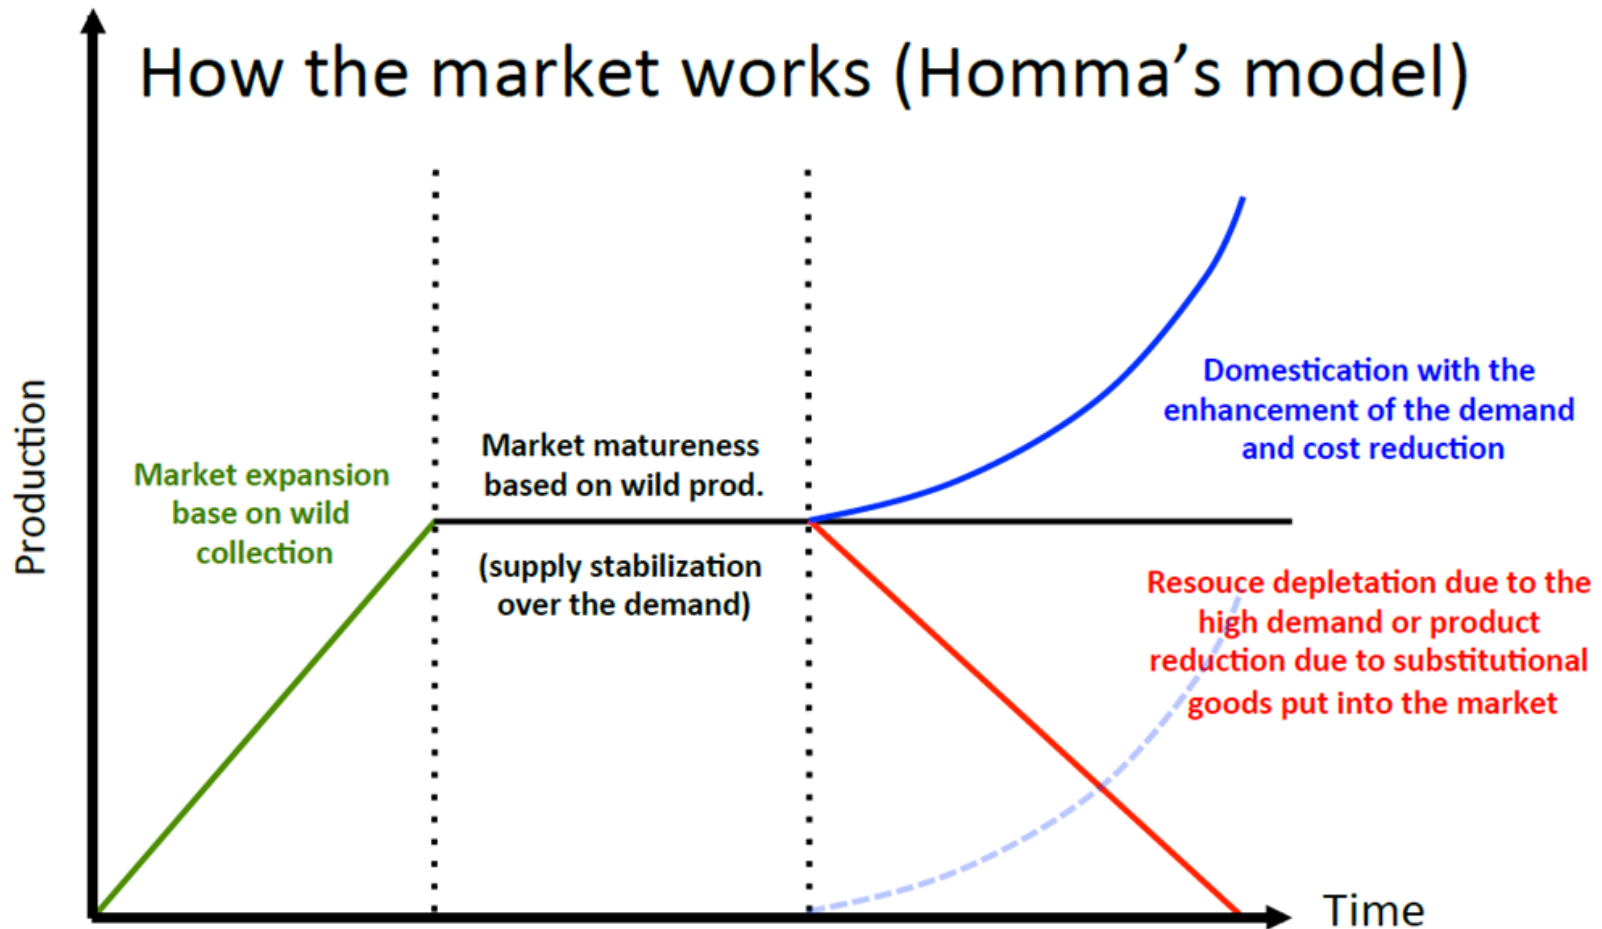 How the market works (Homma’s model)
Production
Market expansion
base on wild
collection
Market matureness
based on wild prod.
(supply stabilization
over the demand)
Domestication with the
enhancement of the demand
and cost reduction
Resouce depletation due to the
high demand or product
reduction due to substitutional
goods put into the market
Time